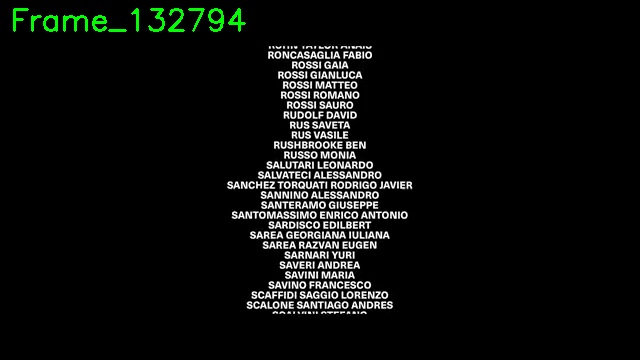 Frame_132794
RONCASAGLIA FABIO
ROSSI GAIA
ROSSI GIANLUCA
ROSSI MATTEO
ROSSI ROMANO
ROSSI SAURO
RUDOLF DAVID
RUS SAVETA
RUS VASILE
RUSHBROOKE BEN
RUSSO MONIA
SALUTARI LEONARDO
SALVATECI ALESSANDRO
SANCHEZ TORQUATI RODRIGO JAVIER
SANNINO ALESSANDRO
SANTERAMO GIUSEPPE
SANTOMASSIMO ENRICO ANTONIO
SARDISCO EDILBERT
SAREA GEORGIANA IULIANA
SAREA RAZVAN EUGEN
SARNARI YURI
SAVERI ANDREA
SAVINI MARIA
SAVINO FRANCESCO
SCAFFIDI SAGGIO LORENZO
SCALONE SANTIAGO ANDRES